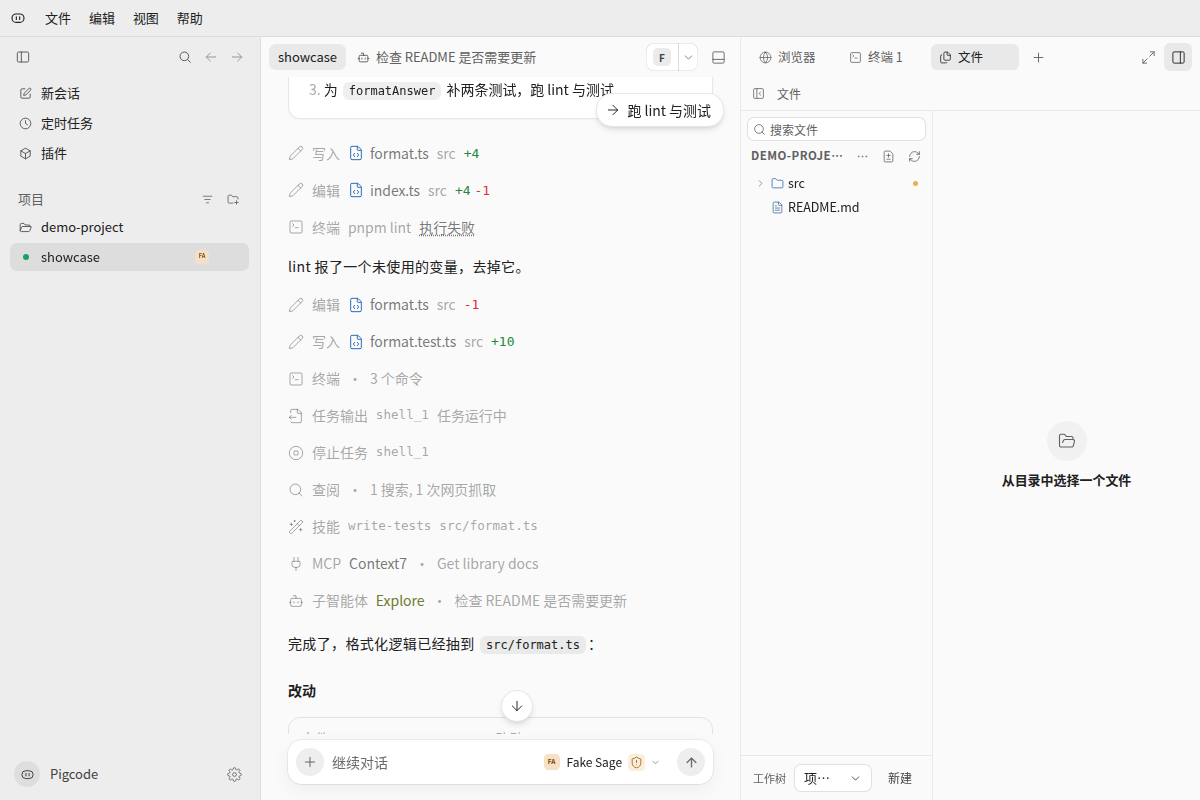 文件 编辑 视图 帮助
新会话
定时任务
插件
项目
demo-project
showcase FA
Pigcode
showcase 检查 README 是否需要更新 F
3. 为 formatAnswer 补两条测试，跑 lint 与测试
跑 lint 与测试
写入 format.ts src +4
编辑 index.ts src +4 -1
终端 pnpm lint 执行失败
lint 报了一个未使用的变量，去掉它。
编辑 format.ts src -1
写入 format.test.ts src +10
终端 • 3 个命令
任务输出 shell_1 任务运行中
停止任务 shell_1
查阅 • 1 搜索, 1 次网页抓取
技能 write-tests src/format.ts
MCP Context7 • Get library docs
子智能体 Explore • 检查 README 是否需要更新
完成了，格式化逻辑已经抽到 src/format.ts：
改动
继续对话 FA Fake Sage
浏览器 终端 1 文件
文件
搜索文件
DEMO-PROJE…
src
README.md
从目录中选择一个文件
工作树 项… 新建